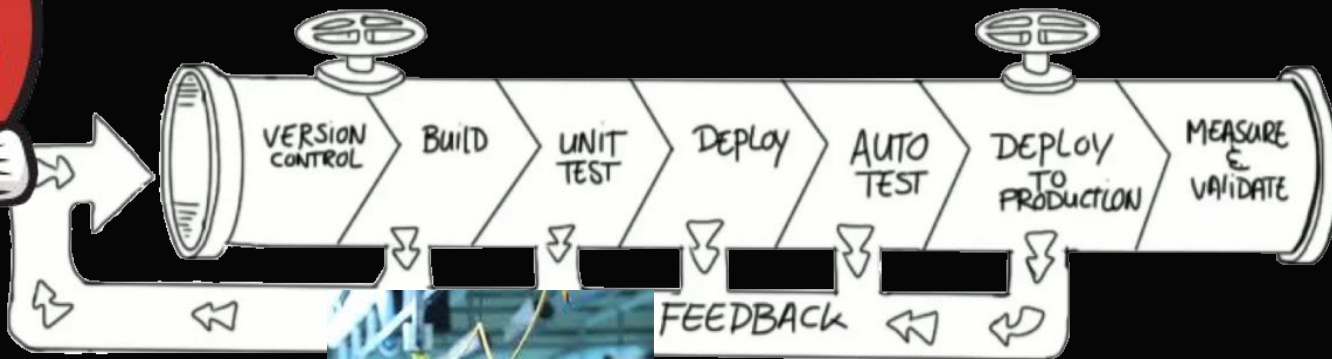 VERSION
CONTROL
BUILD
UNIT
TEST
DEPLOY
AUTO
TEST
DEPLOY
TO
PRODUCTION
MEASURE
&
VALIDATE
FEEDBACK